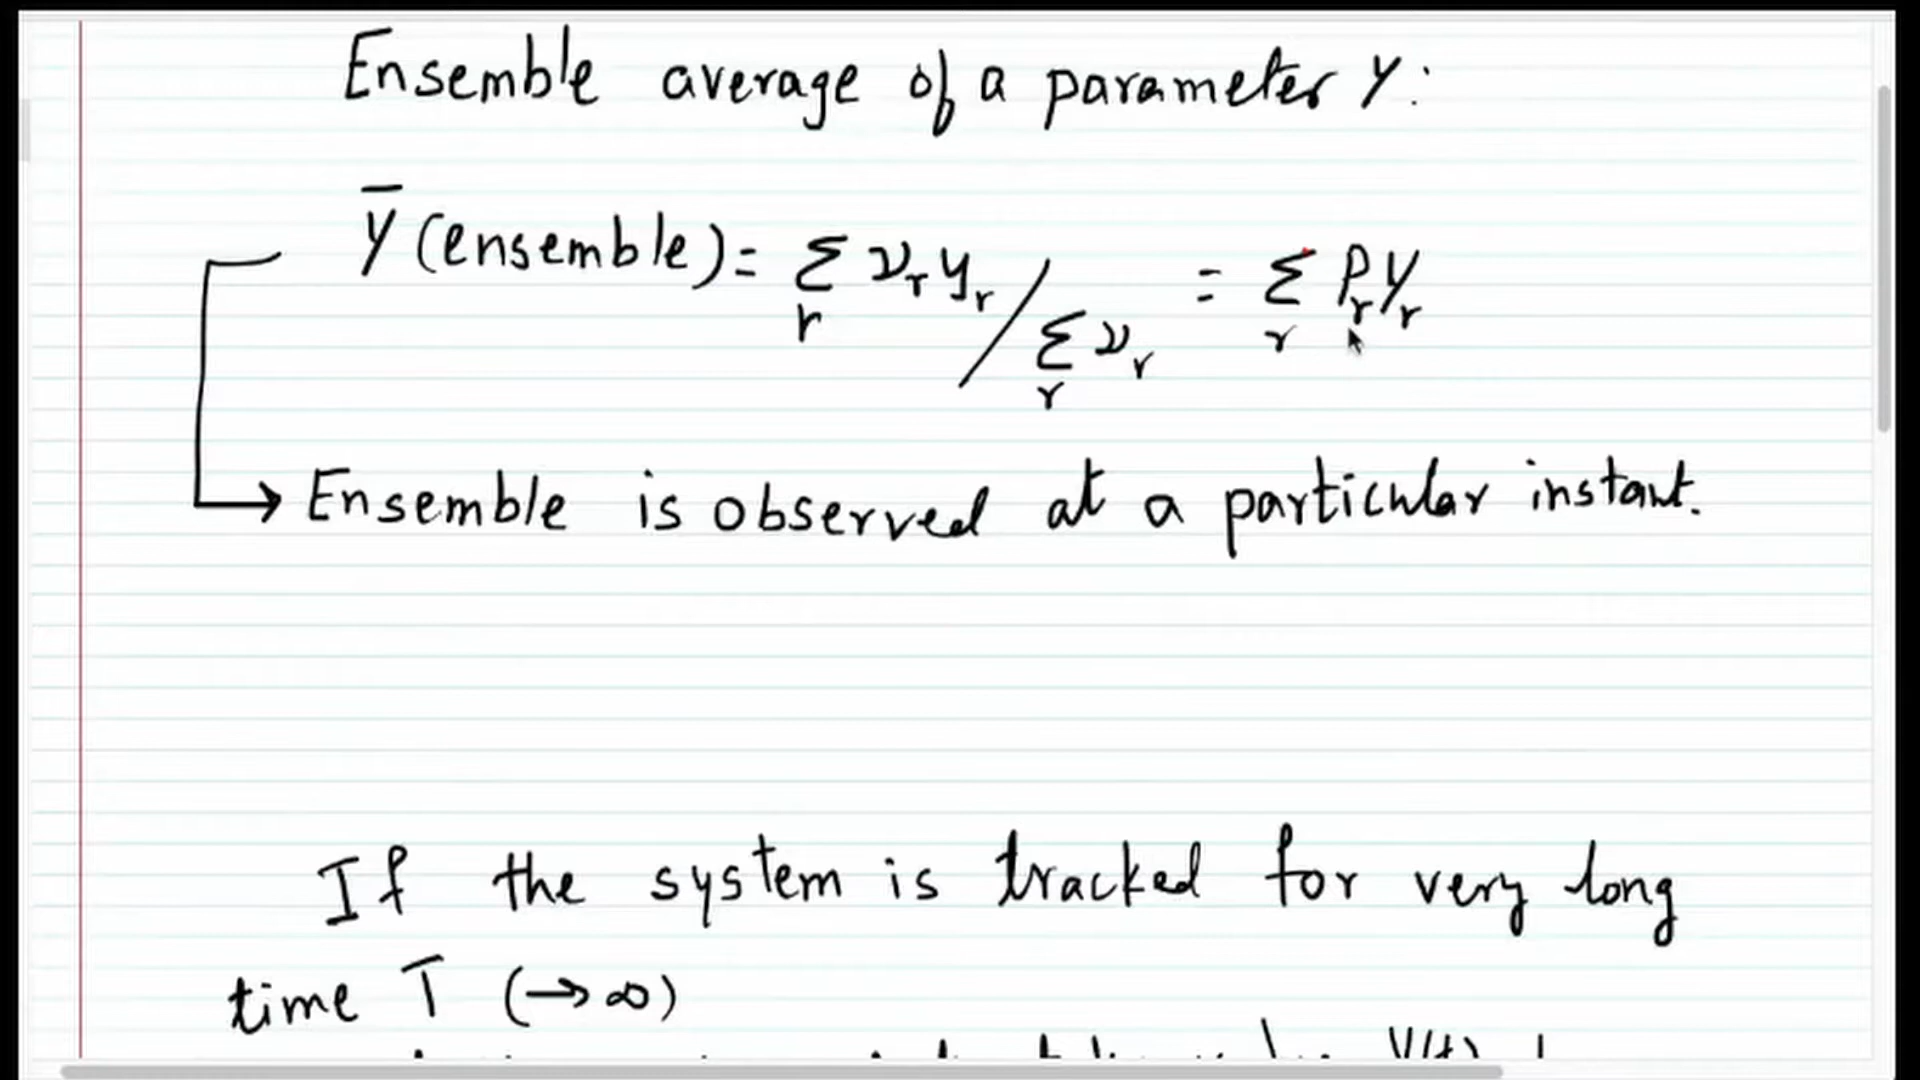 Ensemble average of a parameter y:
ȳ (ensemble) = Σ_r ν_r y_r / Σ_r ν_r = Σ_r P_r y_r
→ Ensemble is observed at a particular instant.
If the system is tracked for very long
time T (→ ∞)